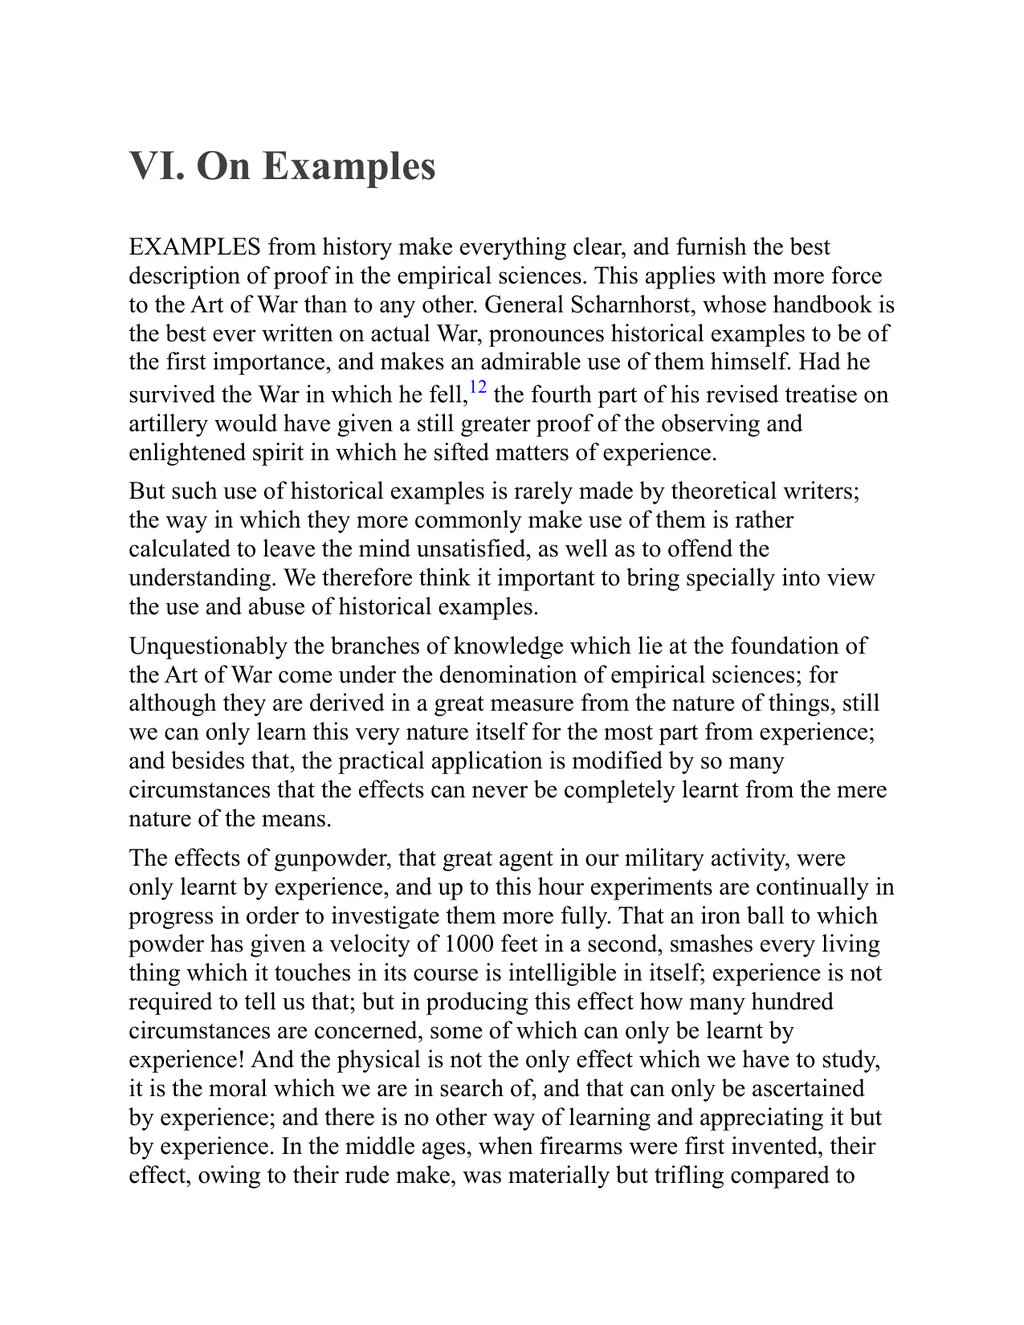 VI. On Examples
EXAMPLES from history make everything clear, and furnish the best
description of proof in the empirical sciences. This applies with more force
to the Art of War than to any other. General Scharnhorst, whose handbook is
the best ever written on actual War, pronounces historical examples to be of
the first importance, and makes an admirable use of them himself. Had he
survived the War in which he fell,12 the fourth part of his revised treatise on
artillery would have given a still greater proof of the observing and
enlightened spirit in which he sifted matters of experience.
But such use of historical examples is rarely made by theoretical writers;
the way in which they more commonly make use of them is rather
calculated to leave the mind unsatisfied, as well as to offend the
understanding. We therefore think it important to bring specially into view
the use and abuse of historical examples.
Unquestionably the branches of knowledge which lie at the foundation of
the Art of War come under the denomination of empirical sciences; for
although they are derived in a great measure from the nature of things, still
we can only learn this very nature itself for the most part from experience;
and besides that, the practical application is modified by so many
circumstances that the effects can never be completely learnt from the mere
nature of the means.
The effects of gunpowder, that great agent in our military activity, were
only learnt by experience, and up to this hour experiments are continually in
progress in order to investigate them more fully. That an iron ball to which
powder has given a velocity of 1000 feet in a second, smashes every living
thing which it touches in its course is intelligible in itself; experience is not
required to tell us that; but in producing this effect how many hundred
circumstances are concerned, some of which can only be learnt by
experience! And the physical is not the only effect which we have to study,
it is the moral which we are in search of, and that can only be ascertained
by experience; and there is no other way of learning and appreciating it but
by experience. In the middle ages, when firearms were first invented, their
effect, owing to their rude make, was materially but trifling compared to